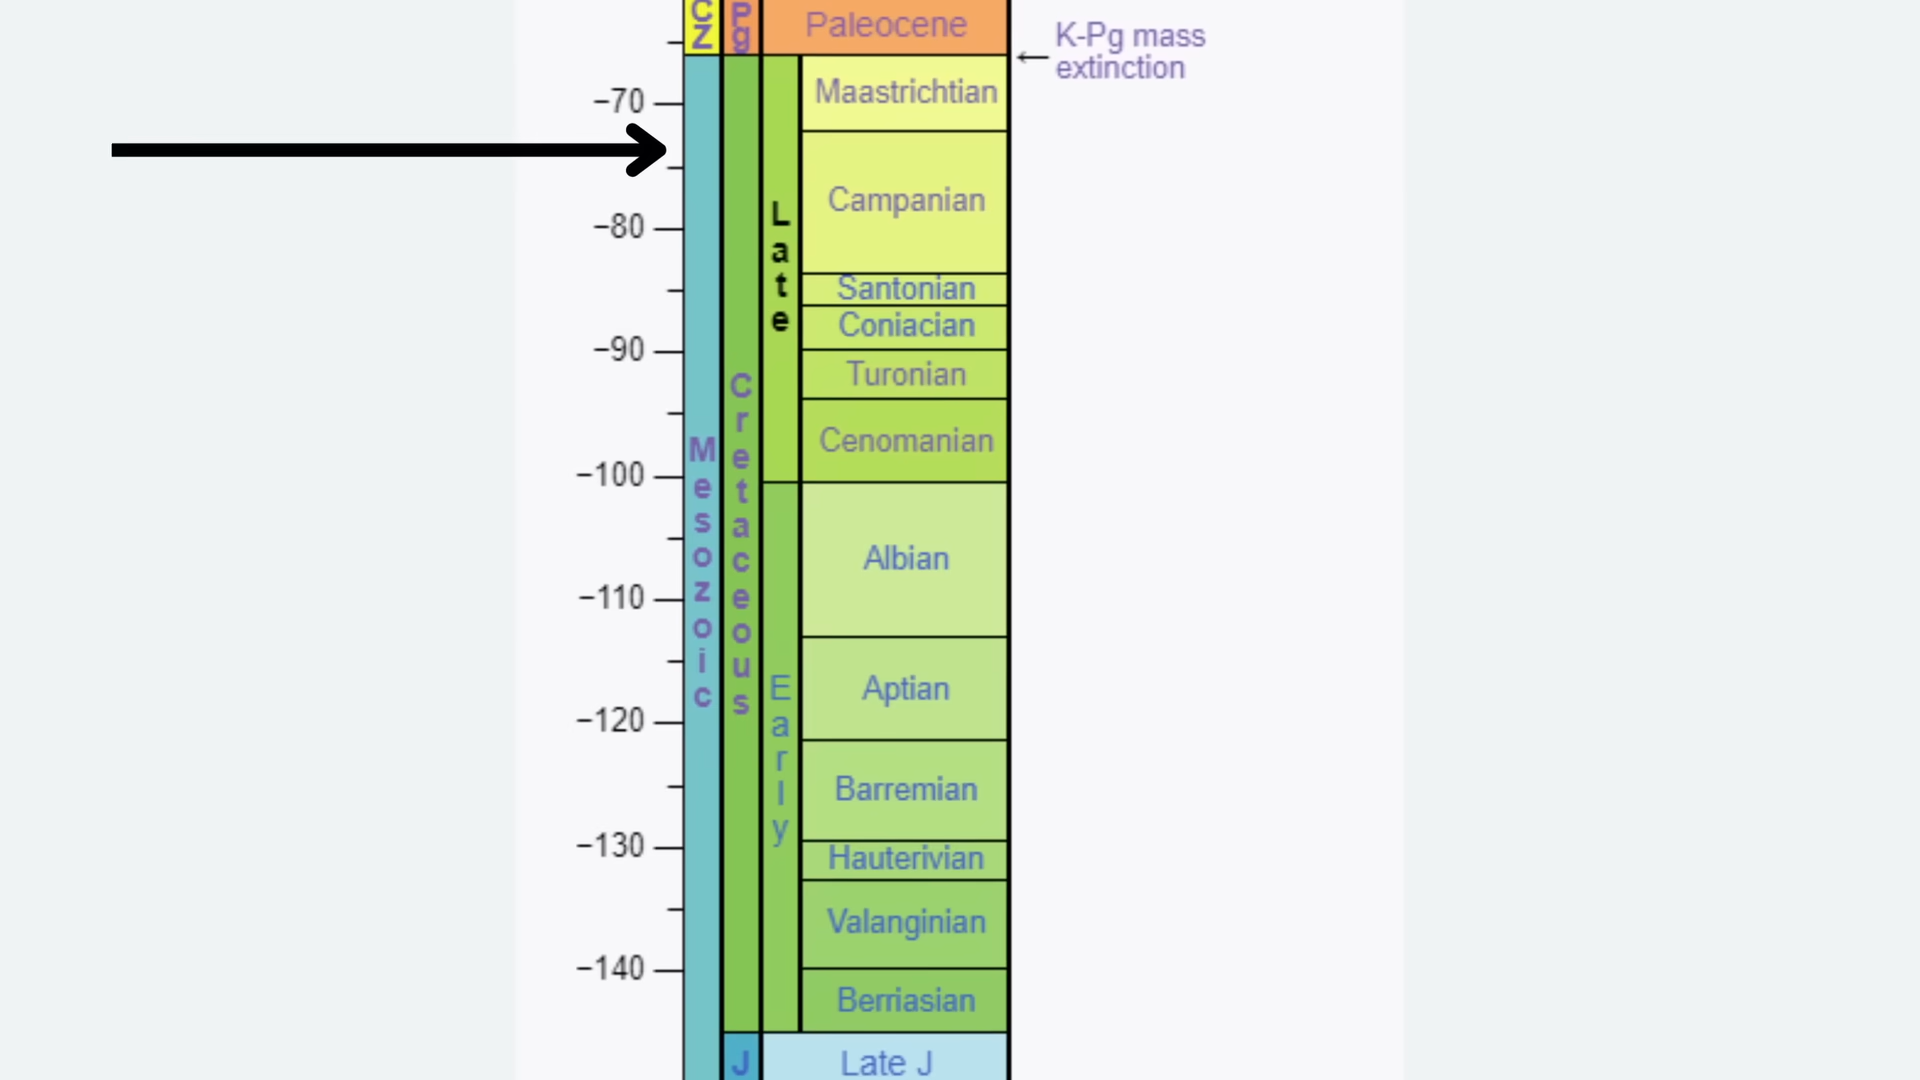 CZ
Pg
Paleocene
K-Pg mass
extinction
Maastrichtian
−70
Campanian
−80
Late
Santonian
Coniacian
−90
Turonian
Cretaceous
Cenomanian
Mesozoic
−100
Albian
−110
Aptian
Early
−120
Barremian
−130
Hauterivian
Valanginian
−140
Berriasian
J
Late J